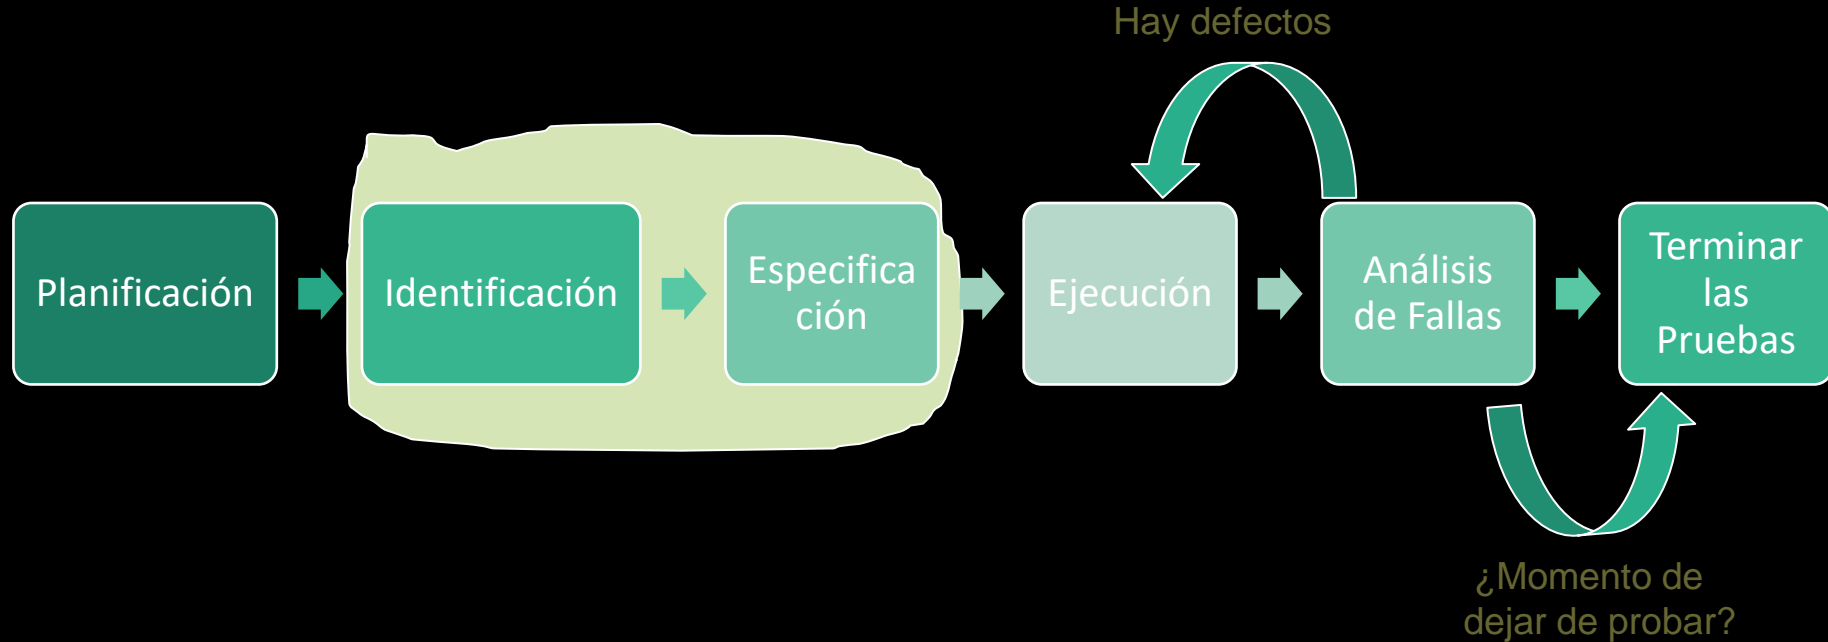 Hay defectos
Planificación
Identificación
Especifica
ción
Ejecución
Análisis
de Fallas
Terminar
las
Pruebas
¿Momento de
dejar de probar?